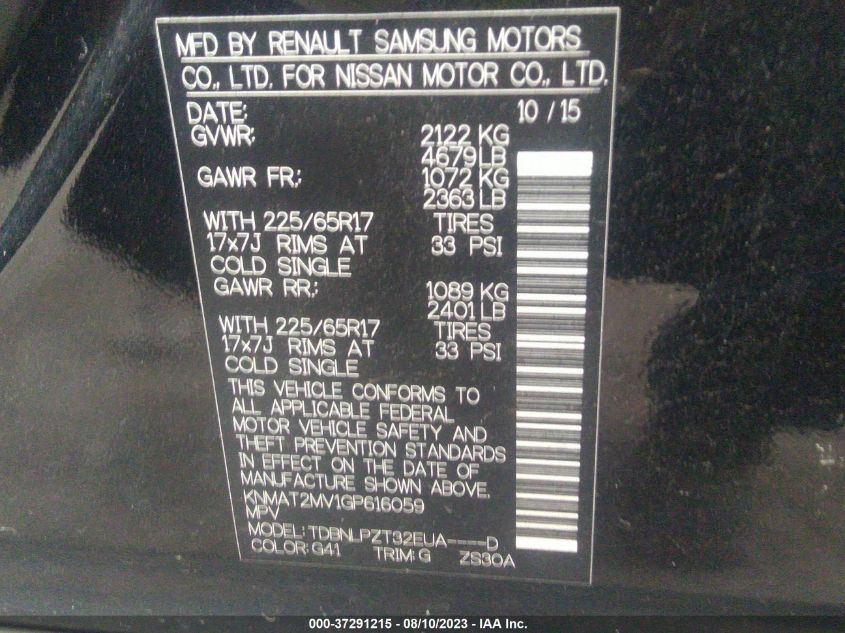 MFD BY RENAULT SAMSUNG MOTORS
CO., LTD. FOR NISSAN MOTOR CO., LTD.
DATE: 10 / 15
GVWR: 2122 KG
4679 LB
GAWR FR.: 1072 KG
2363 LB
WITH 225/65R17 TIRES
17x7J RIMS AT 33 PSI
COLD SINGLE
GAWR RR.: 1089 KG
2401 LB
WITH 225/65R17 TIRES
17x7J RIMS AT 33 PSI
COLD SINGLE
THIS VEHICLE CONFORMS TO
ALL APPLICABLE FEDERAL
MOTOR VEHICLE SAFETY AND
THEFT PREVENTION STANDARDS
IN EFFECT ON THE DATE OF
MANUFACTURE SHOWN ABOVE.
KNMAT2MV1GP616059
MPV
MODEL: TDBNLPZT32EUA----D
COLOR: G41 TRIM: G ZS30A
000-37291215 - 08/10/2023 - IAA Inc.